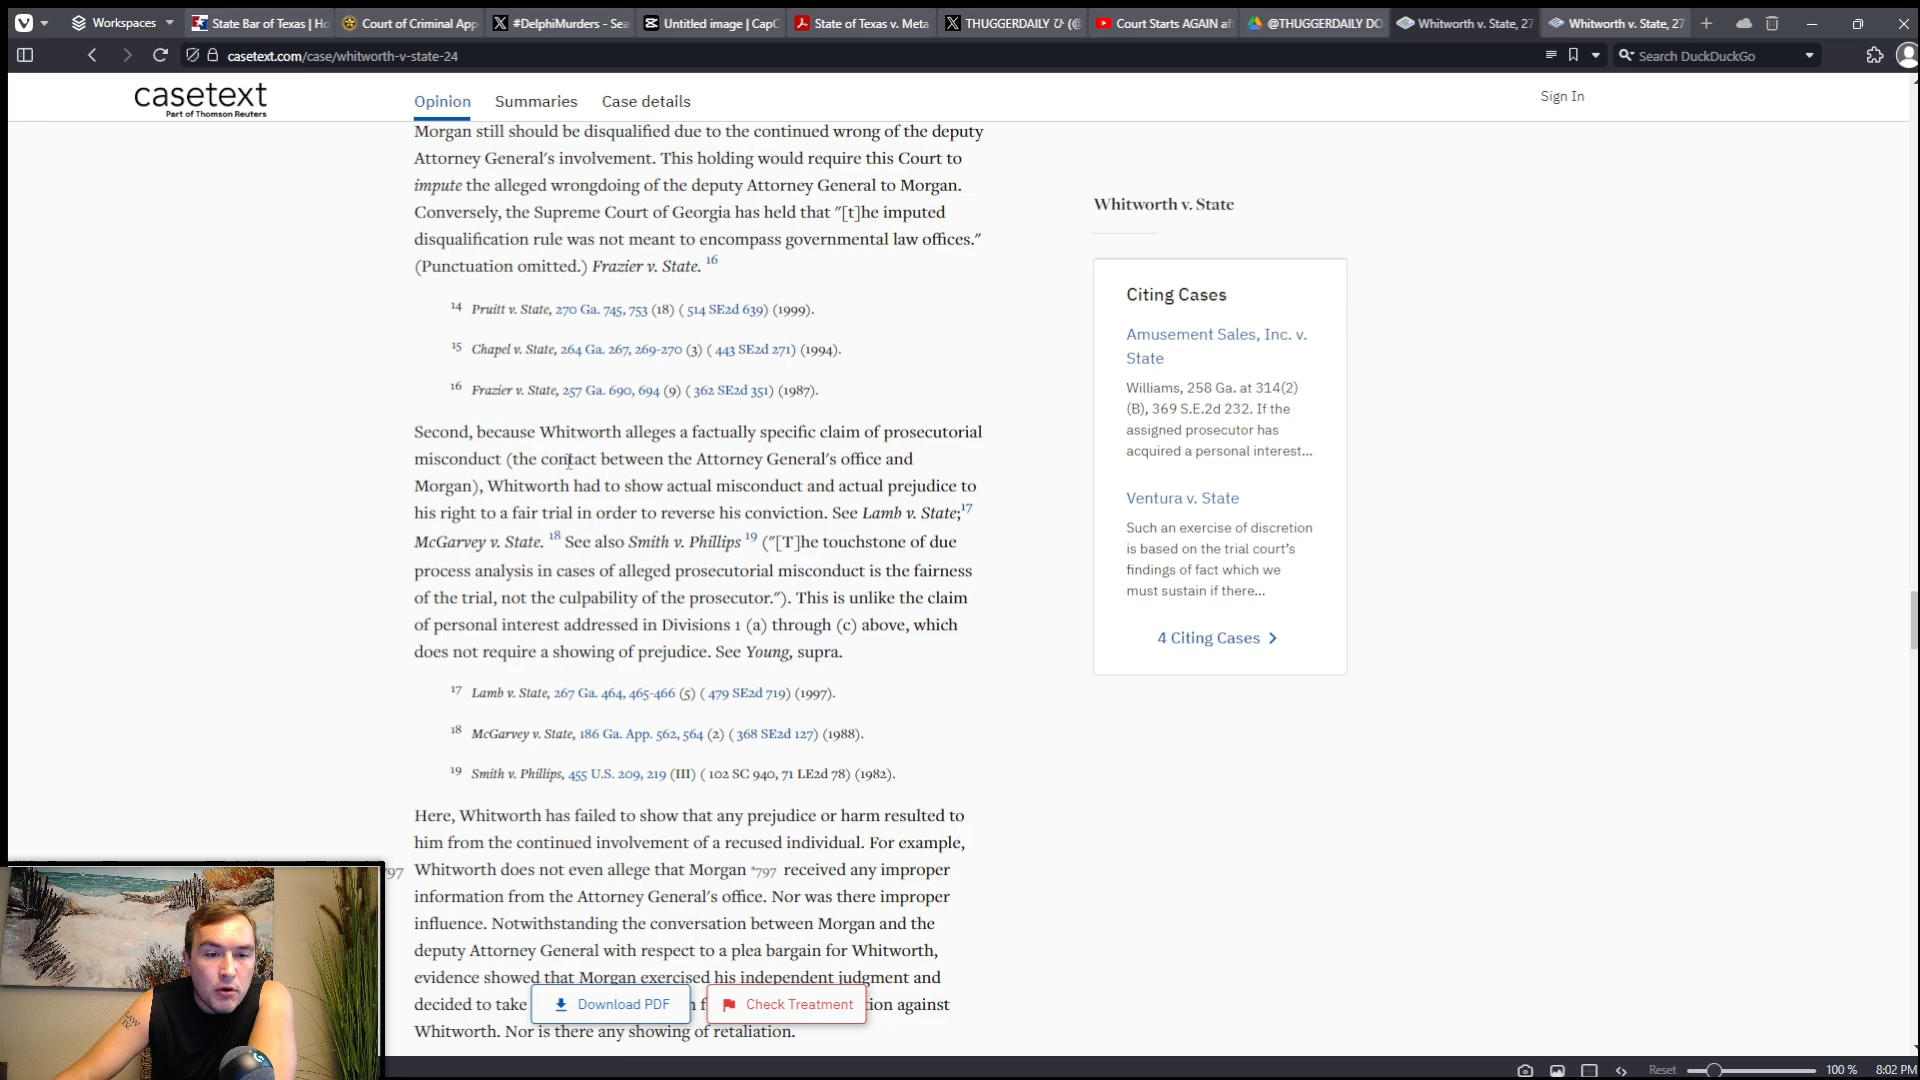 State Bar of Texas | Ho
Court of Criminal App
#DelphiMurders - Sea
Untitled image | CapC
State of Texas v. Meta
THUGGERDAILY ひ (@
Court Starts AGAIN af
@THUGGERDAILY DO
Whitworth v. State, 27
Whitworth v. State, 27
casetext.com/case/whitworth-v-state-24
Search DuckDuckGo
Workspaces
casetext
Part of Thomson Reuters
Opinion
Summaries
Case details
Sign In
Morgan still should be disqualified due to the continued wrong of the deputy
Attorney General's involvement. This holding would require this Court to
impute the alleged wrongdoing of the deputy Attorney General to Morgan.
Conversely, the Supreme Court of Georgia has held that "[t]he imputed
disqualification rule was not meant to encompass governmental law offices."
(Punctuation omitted.) Frazier v. State. 16
14 Pruitt v. State, 270 Ga. 745, 753 (18) ( 514 SE2d 639) (1999).
15 Chapel v. State, 264 Ga. 267, 269-270 (3) ( 443 SE2d 271) (1994).
16 Frazier v. State, 257 Ga. 690, 694 (9) ( 362 SE2d 351) (1987).
Second, because Whitworth alleges a factually specific claim of prosecutorial
misconduct (the contact between the Attorney General's office and
Morgan), Whitworth had to show actual misconduct and actual prejudice to
his right to a fair trial in order to reverse his conviction. See Lamb v. State;17
McGarvey v. State. 18 See also Smith v. Phillips 19 ("[T]he touchstone of due
process analysis in cases of alleged prosecutorial misconduct is the fairness
of the trial, not the culpability of the prosecutor."). This is unlike the claim
of personal interest addressed in Divisions 1 (a) through (c) above, which
does not require a showing of prejudice. See Young, supra.
17 Lamb v. State, 267 Ga. 464, 465-466 (5) ( 479 SE2d 719) (1997).
18 McGarvey v. State, 186 Ga. App. 562, 564 (2) ( 368 SE2d 127) (1988).
19 Smith v. Phillips, 455 U.S. 209, 219 (III) ( 102 SC 940, 71 LE2d 78) (1982).
Here, Whitworth has failed to show that any prejudice or harm resulted to
him from the continued involvement of a recused individual. For example,
797 Whitworth does not even allege that Morgan *797 received any improper
information from the Attorney General's office. Nor was there improper
influence. Notwithstanding the conversation between Morgan and the
deputy Attorney General with respect to a plea bargain for Whitworth,
evidence showed that Morgan exercised his independent judgment and
decided to take
ion against
Whitworth. Nor is there any showing of retaliation.
Download PDF
Check Treatment
Whitworth v. State
Citing Cases
Amusement Sales, Inc. v.
State
Williams, 258 Ga. at 314(2)
(B), 369 S.E.2d 232. If the
assigned prosecutor has
acquired a personal interest...
Ventura v. State
Such an exercise of discretion
is based on the trial court's
findings of fact which we
must sustain if there...
4 Citing Cases
LAW
Reset
100 %
8:02 PM